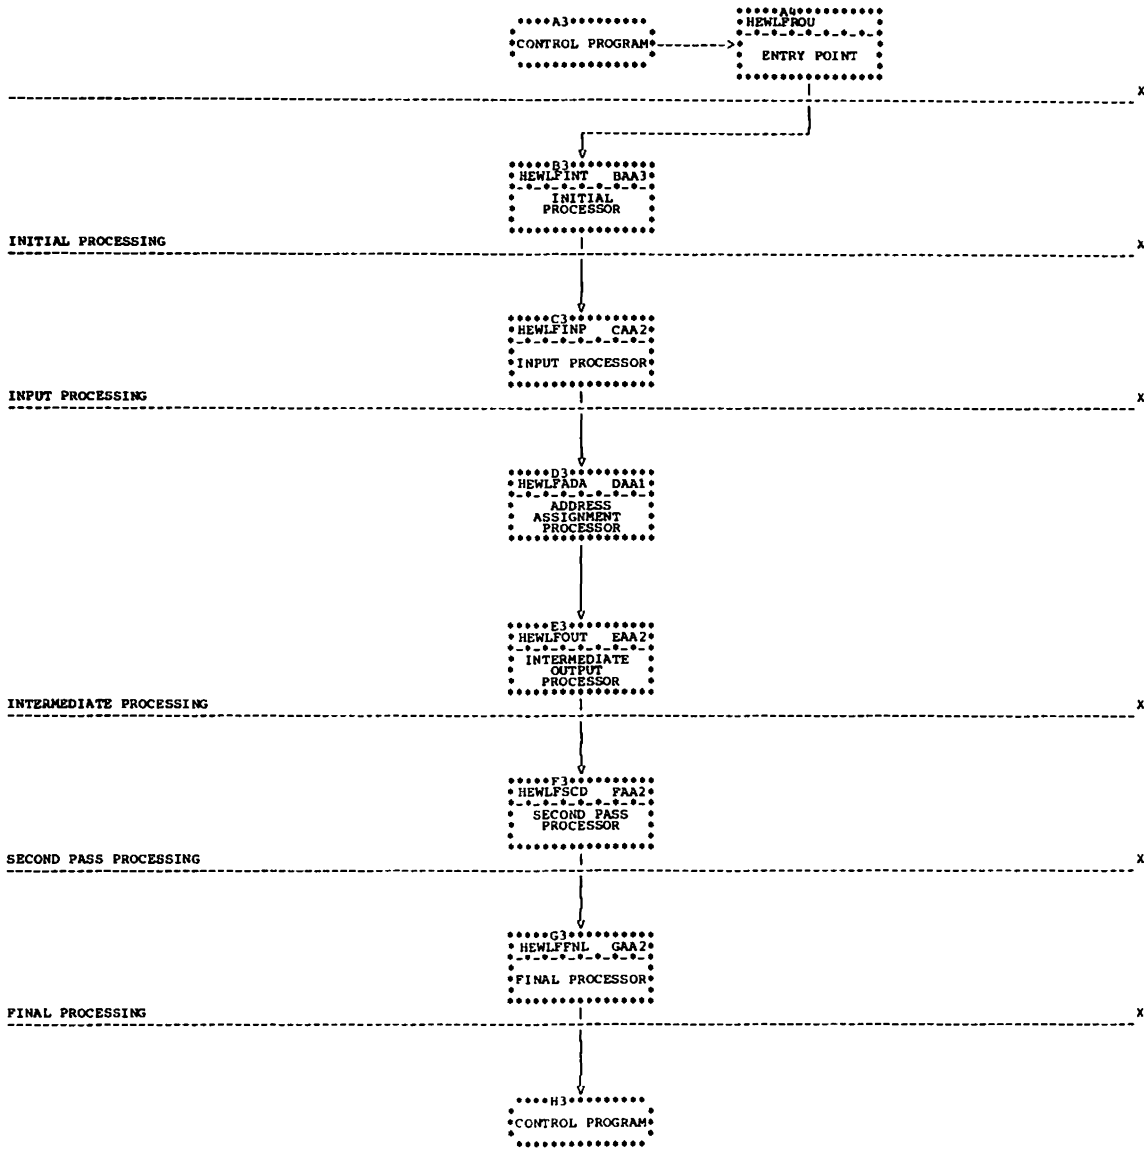 A3
A4
HEWLFROU
CONTROL PROGRAM
ENTRY POINT
X
B3
HEWLFINT BAA3
INITIAL
PROCESSOR
INITIAL PROCESSING X
C3
HEWLFINP CAA2
INPUT PROCESSOR
INPUT PROCESSING X
D3
HEWLFADA DAA1
ADDRESS
ASSIGNMENT
PROCESSOR
E3
HEWLFOUT EAA2
INTERMEDIATE
OUTPUT
PROCESSOR
INTERMEDIATE PROCESSING X
F3
HEWLFSCD FAA2
SECOND PASS
PROCESSOR
SECOND PASS PROCESSING X
G3
HEWLFFNL GAA2
FINAL PROCESSOR
FINAL PROCESSING X
H3
CONTROL PROGRAM